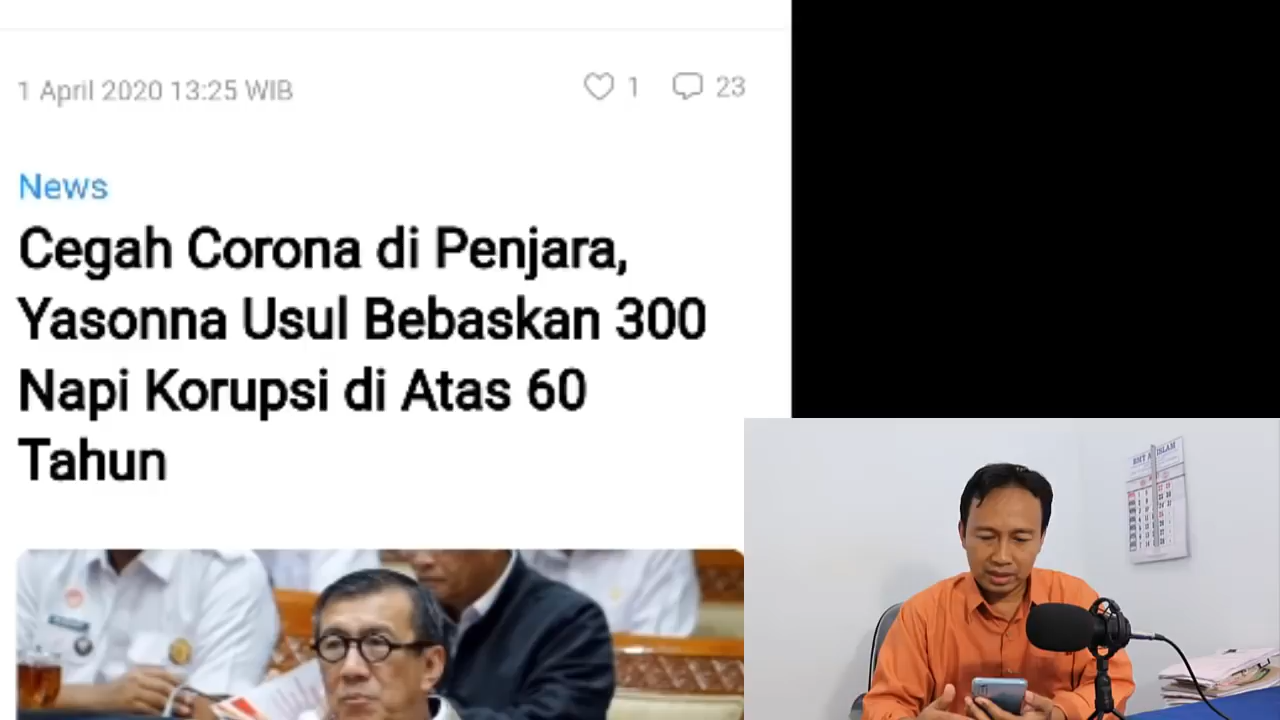 1 April 2020 13:25 WIB
1
23
News
Cegah Corona di Penjara,
Yasonna Usul Bebaskan 300
Napi Korupsi di Atas 60
Tahun